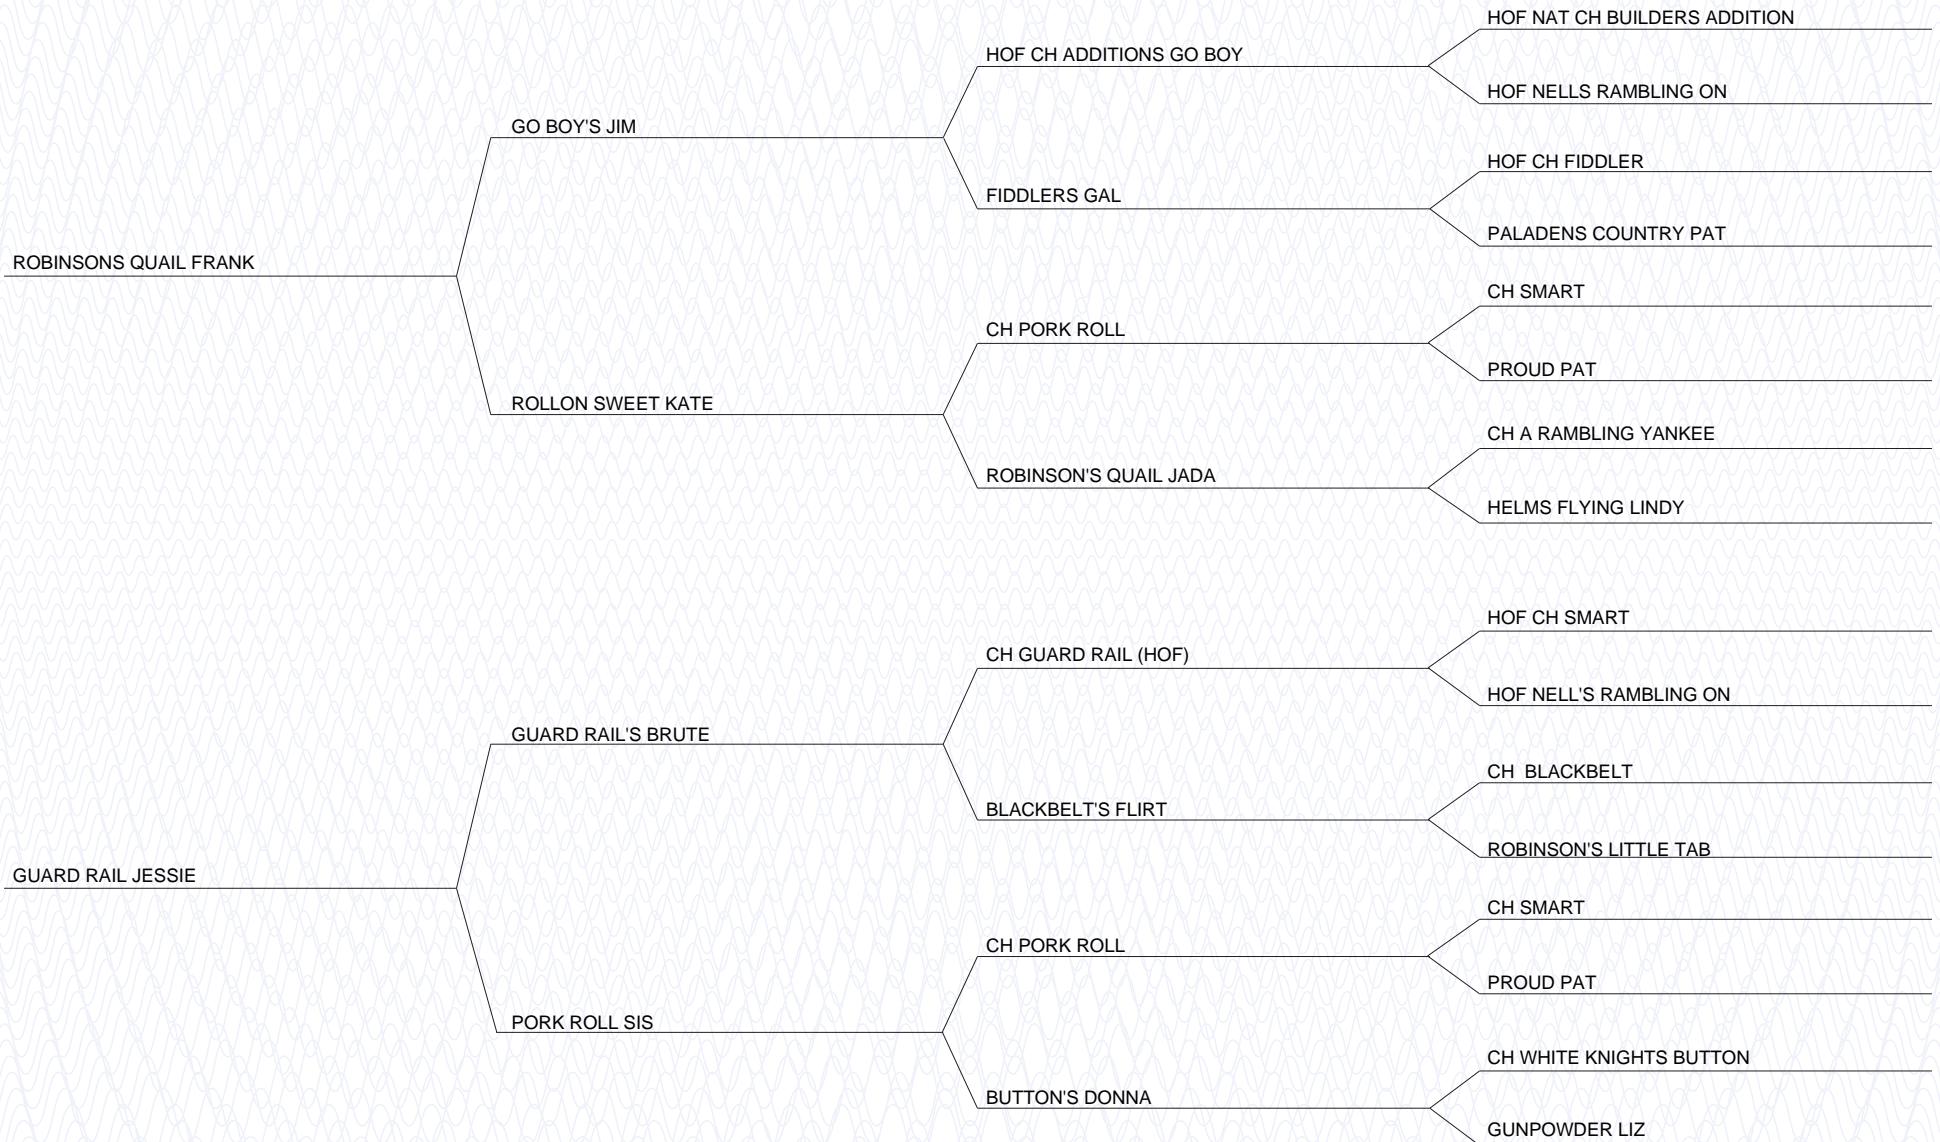 HOF NAT CH BUILDERS ADDITION
HOF CH ADDITIONS GO BOY
HOF NELLS RAMBLING ON
GO BOY'S JIM
HOF CH FIDDLER
FIDDLERS GAL
PALADENS COUNTRY PAT
ROBINSONS QUAIL FRANK
CH SMART
CH PORK ROLL
PROUD PAT
ROLLON SWEET KATE
CH A RAMBLING YANKEE
ROBINSON'S QUAIL JADA
HELMS FLYING LINDY
HOF CH SMART
CH GUARD RAIL (HOF)
HOF NELL'S RAMBLING ON
GUARD RAIL'S BRUTE
CH  BLACKBELT
BLACKBELT'S FLIRT
ROBINSON'S LITTLE TAB
GUARD RAIL JESSIE
CH SMART
CH PORK ROLL
PROUD PAT
PORK ROLL SIS
CH WHITE KNIGHTS BUTTON
BUTTON'S DONNA
GUNPOWDER LIZ